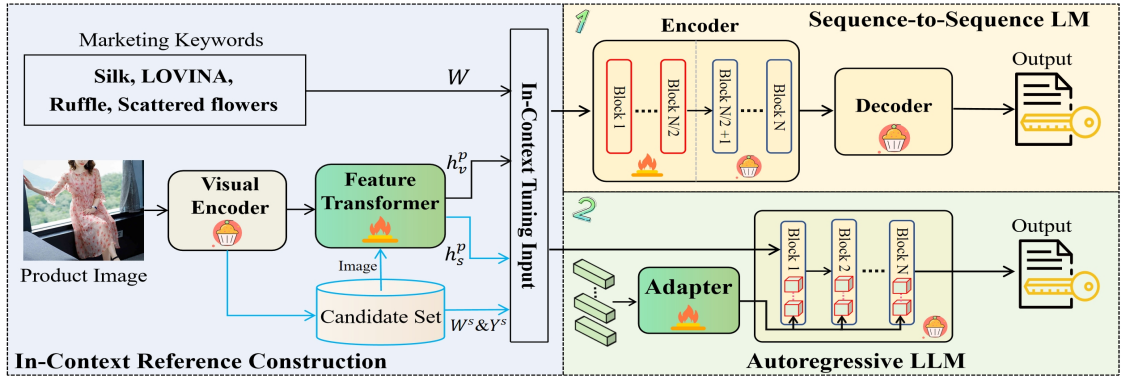 Marketing Keywords
Silk, LOVINA,
Ruffle, Scattered flowers
W
Product Image
Visual
Encoder
Feature
Transformer
h_v^p
h_s^p
Image
Candidate Set
W^s&Y^s
In-Context Reference Construction
In-Context Tuning Input
1
Sequence-to-Sequence LM
Encoder
Block 1
Block N/2
Block N/2 +1
Block N
Decoder
Output
2
Adapter
Block 1
Block 2
Block N
Output
Autoregressive LLM